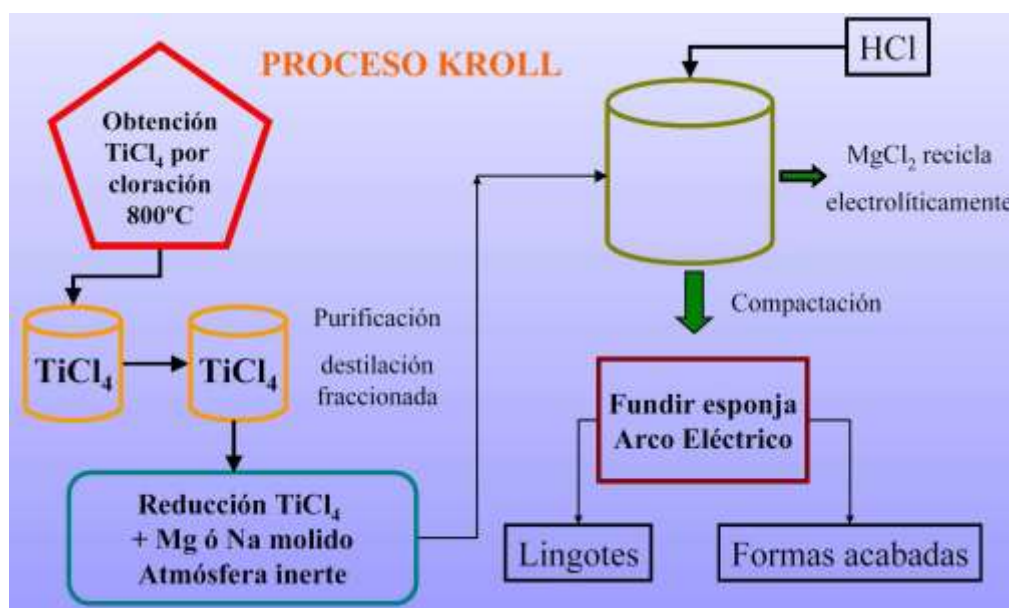 PROCESO KROLL
Obtención
TiCl₄ por
cloración
800ºC
TiCl₄
TiCl₄
Purificación
destilación
fraccionada
Reducción TiCl₄
+ Mg ó Na molido
Atmósfera inerte
HCl
MgCl₂ recicla
electrolíticamente
Compactación
Fundir esponja
Arco Eléctrico
Lingotes
Formas acabadas